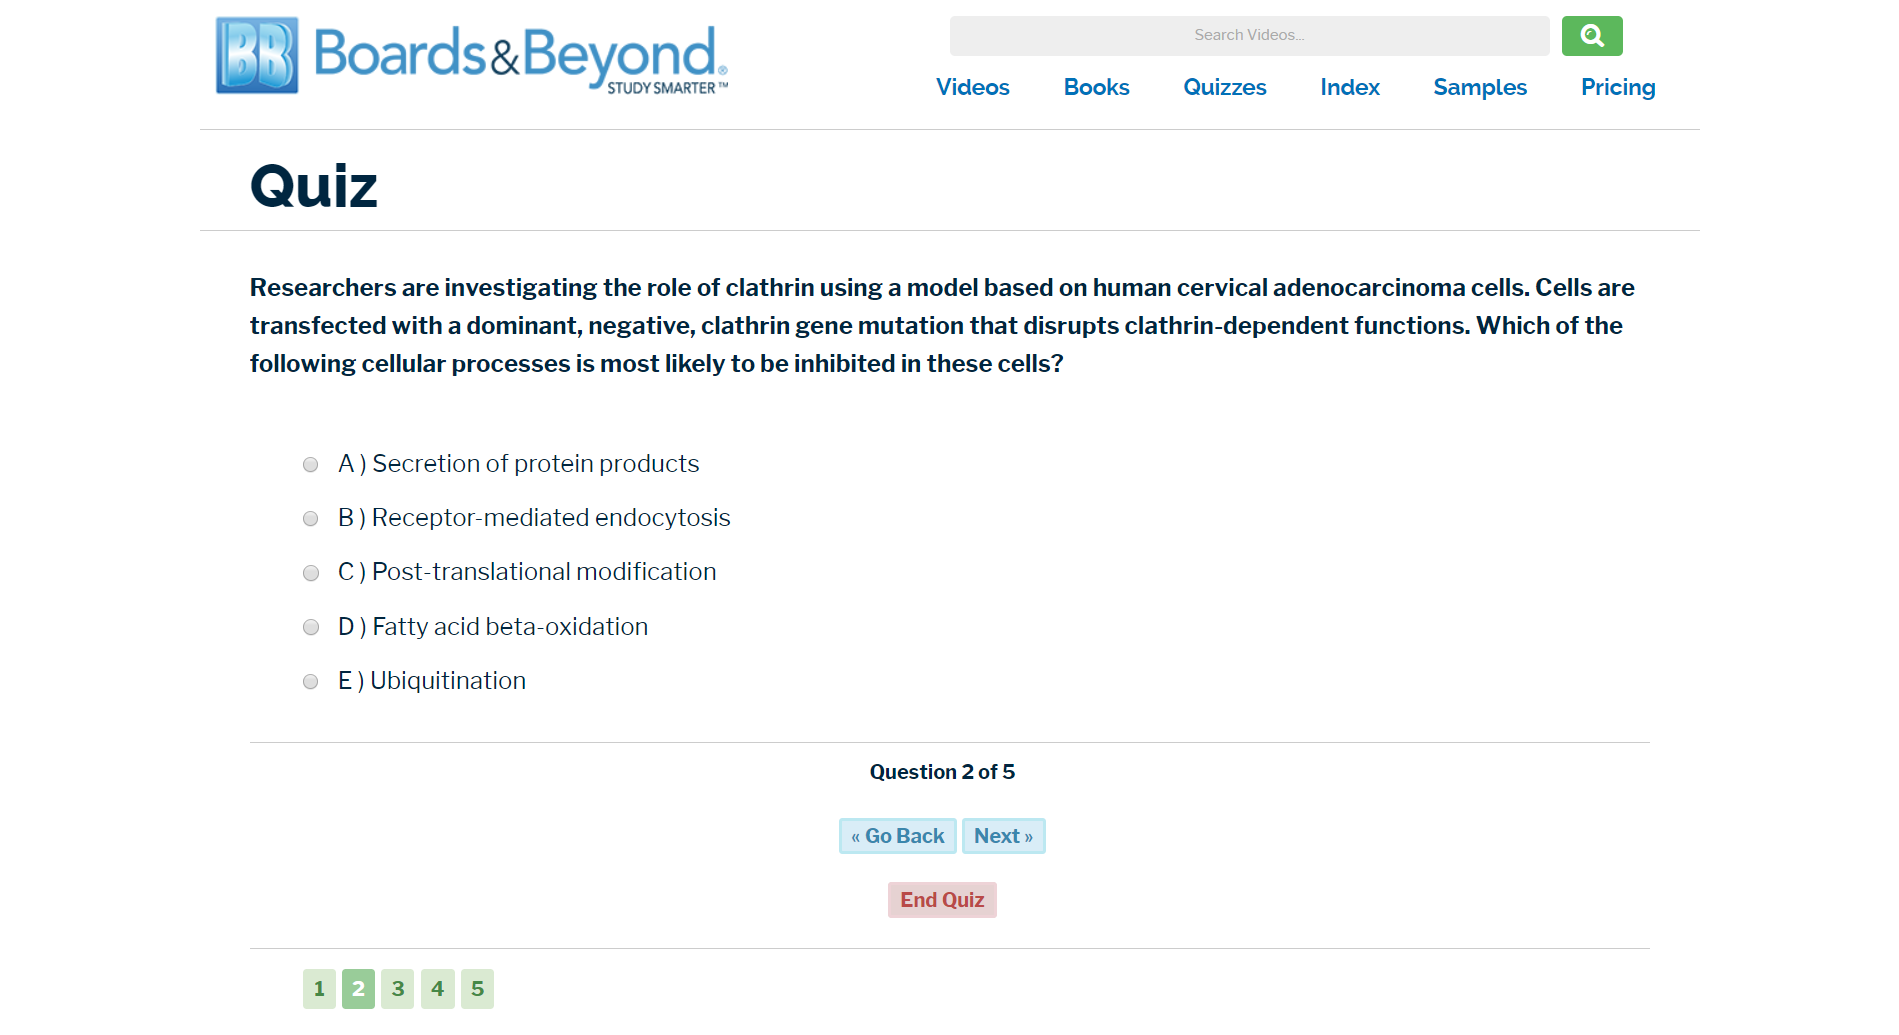 BB Boards&Beyond®
STUDY SMARTER™
Search Videos...
Videos Books Quizzes Index Samples Pricing
Quiz
Researchers are investigating the role of clathrin using a model based on human cervical adenocarcinoma cells. Cells are
transfected with a dominant, negative, clathrin gene mutation that disrupts clathrin-dependent functions. Which of the
following cellular processes is most likely to be inhibited in these cells?
A ) Secretion of protein products
B ) Receptor-mediated endocytosis
C ) Post-translational modification
D ) Fatty acid beta-oxidation
E ) Ubiquitination
Question 2 of 5
« Go Back Next »
End Quiz
1 2 3 4 5